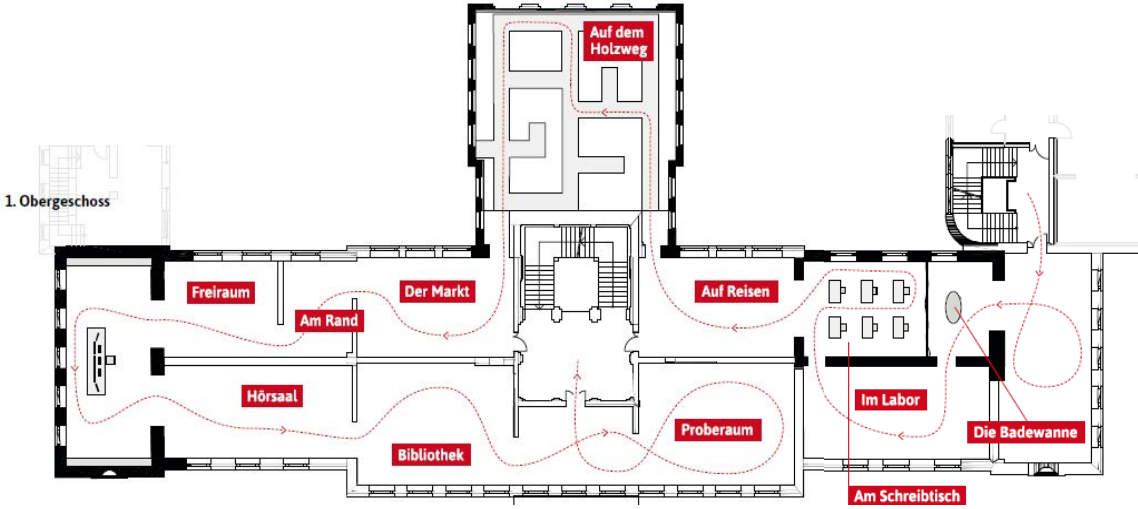 Auf dem
Holzweg
1. Obergeschoss
Freiraum
Der Markt
Auf Reisen
Am Rand
Hörsaal
Im Labor
Bibliothek
Proberaum
Die Badewanne
Am Schreibtisch